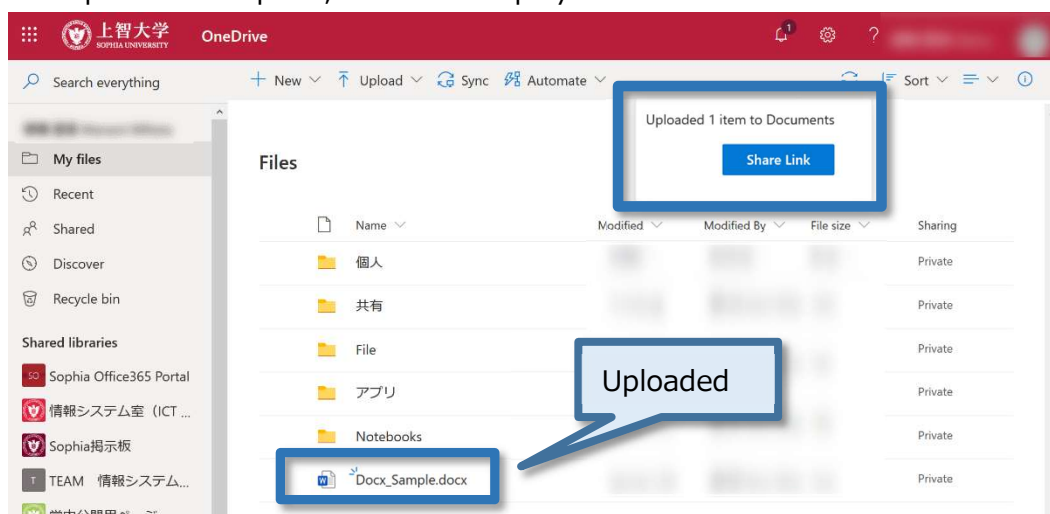 上智大学
SOPHIA UNIVERSITY
OneDrive
1
?
Search everything
New
Upload
Sync
Automate
Sort
Uploaded 1 item to Documents
Share Link
My files
Recent
Shared
Discover
Recycle bin
Shared libraries
SO Sophia Office365 Portal
情報システム室(ICT ...
Sophia掲示板
T TEAM 情報システム...
Files
Name Modified Modified By File size Sharing
個人 Private
共有 Private
File Private
アプリ Private
Notebooks Private
Docx_Sample.docx Private
Uploaded